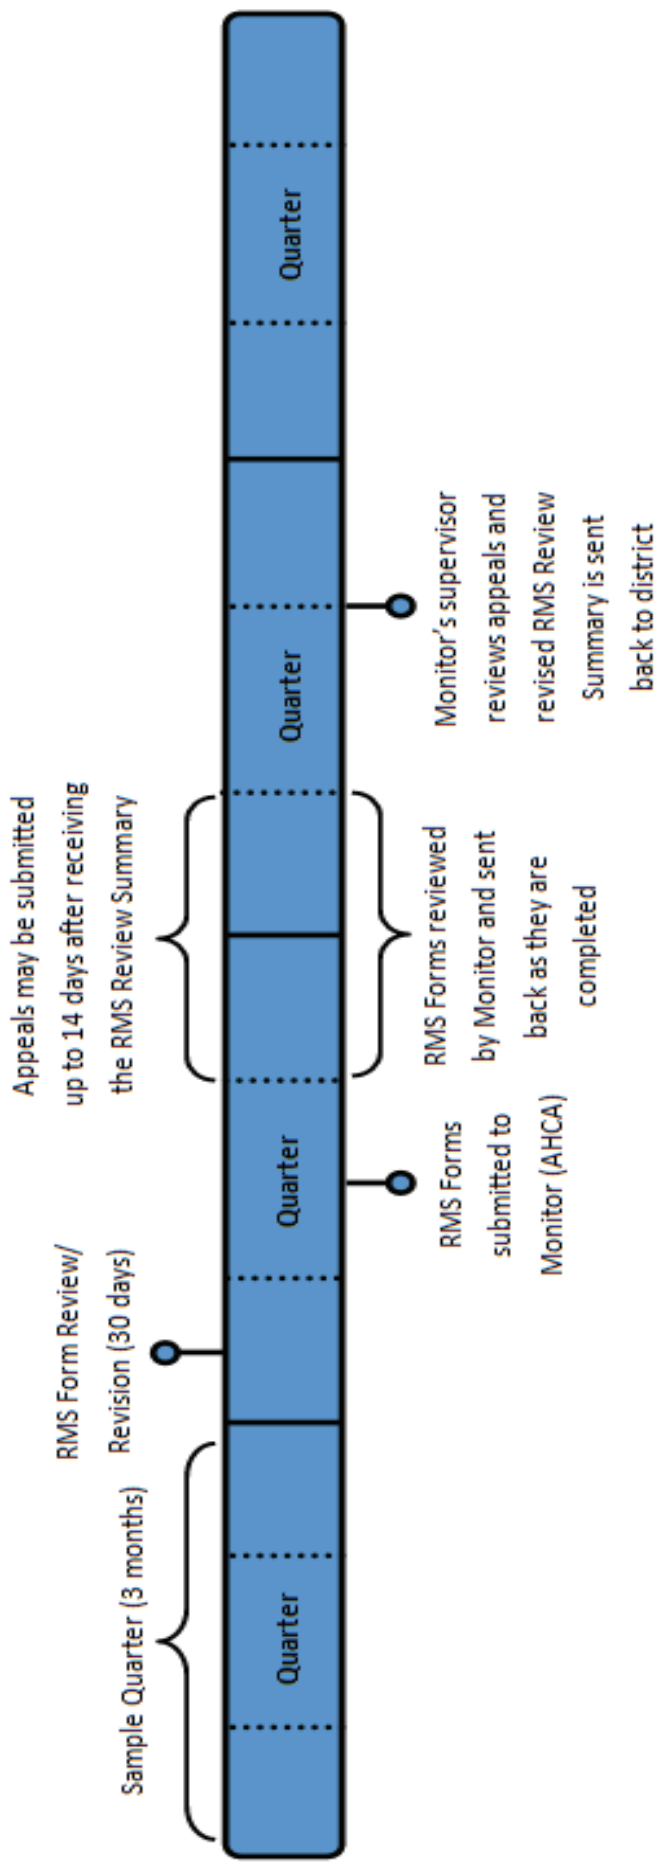 Sample Quarter (3 months)
RMS Form Review/
Revision (30 days)
Appeals may be submitted
up to 14 days after receiving
the RMS Review Summary
Quarter
Quarter
Quarter
Quarter
RMS Forms
submitted to
Monitor (AHCA)
RMS Forms reviewed
by Monitor and sent
back as they are
completed
Monitor's supervisor
reviews appeals and
revised RMS Review
Summary is sent
back to district